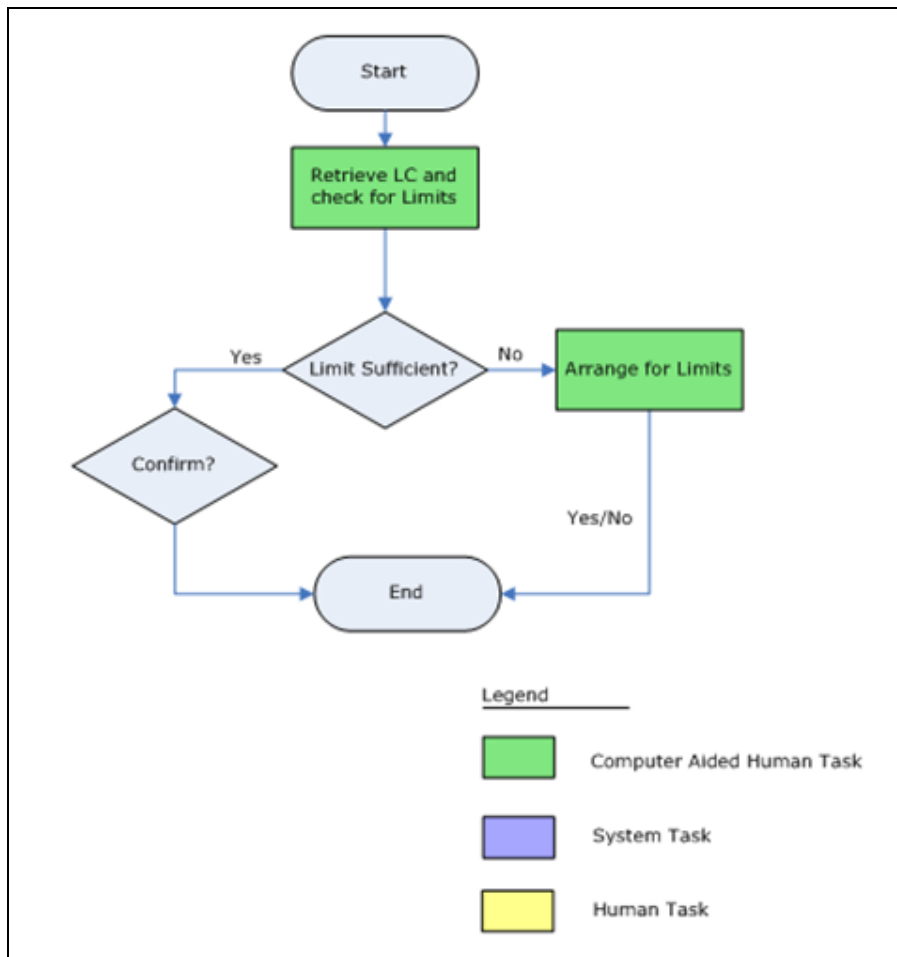 Start
Retrieve LC and
check for Limits
Yes
Limit Sufficient?
No
Arrange for Limits
Confirm?
Yes/No
End
Legend
Computer Aided Human Task
System Task
Human Task